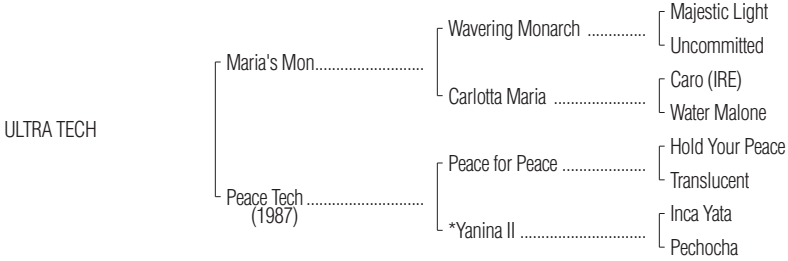 Majestic Light
Wavering Monarch ..............
Uncommitted
Maria's Mon..........................
Caro (IRE)
Carlotta Maria ......................
Water Malone
ULTRA TECH
Hold Your Peace
Peace for Peace ....................
Translucent
Peace Tech ............................
(1987)
Inca Yata
*Yanina II ..............................
Pechocha